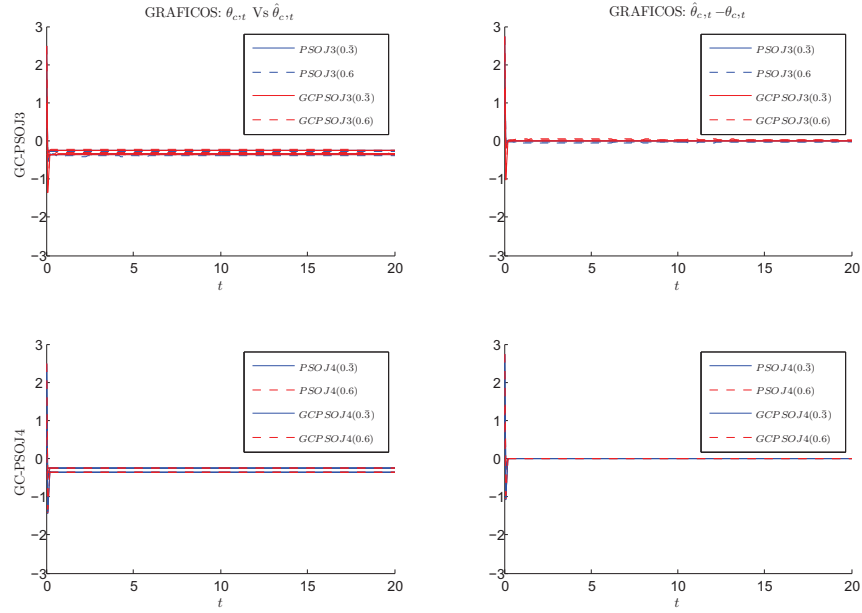 GRAFICOS: θ_{c,t} Vs θ̂_{c,t}
GC-PSOJ3
3
2
1
0
−1
−2
−3
0
5
10
15
20
t
PSOJ3(0.3̄)
PSOJ3(0.6
GCPSOJ3(0.3̄)
GCPSOJ3(0.6)
GRAFICOS: θ̂_{c,t} − θ_{c,t}
3
2
1
0
−1
−2
−3
0
5
10
15
20
t
PSOJ3(0.3̄)
PSOJ3(0.6
GCPSOJ3(0.3̄)
GCPSOJ3(0.6)
GC-PSOJ4
3
2
1
0
−1
−2
−3
0
5
10
15
20
t
PSOJ4(0.3̄)
PSOJ4(0.6)
GCPSOJ4(0.3̄)
GCPSOJ4(0.6)
3
2
1
0
−1
−2
−3
0
5
10
15
20
t
PSOJ4(0.3̄)
PSOJ4(0.6)
GCPSOJ4(0.3̄)
GCPSOJ4(0.6)